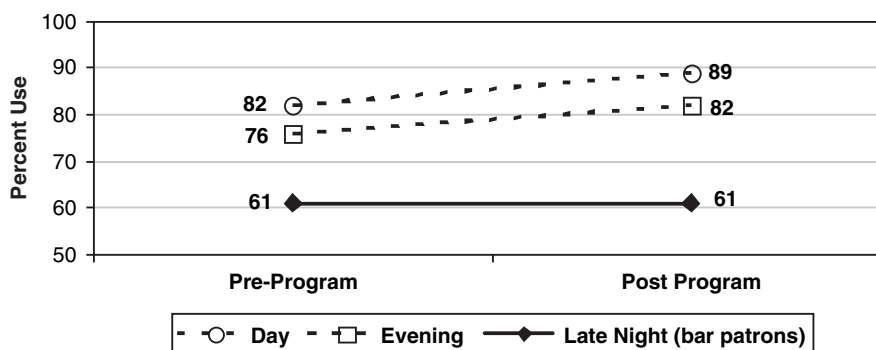 100
90
80
70
60
50
Percent Use
82
76
61
89
82
61
Pre-Program
Post Program
Day
Evening
Late Night (bar patrons)